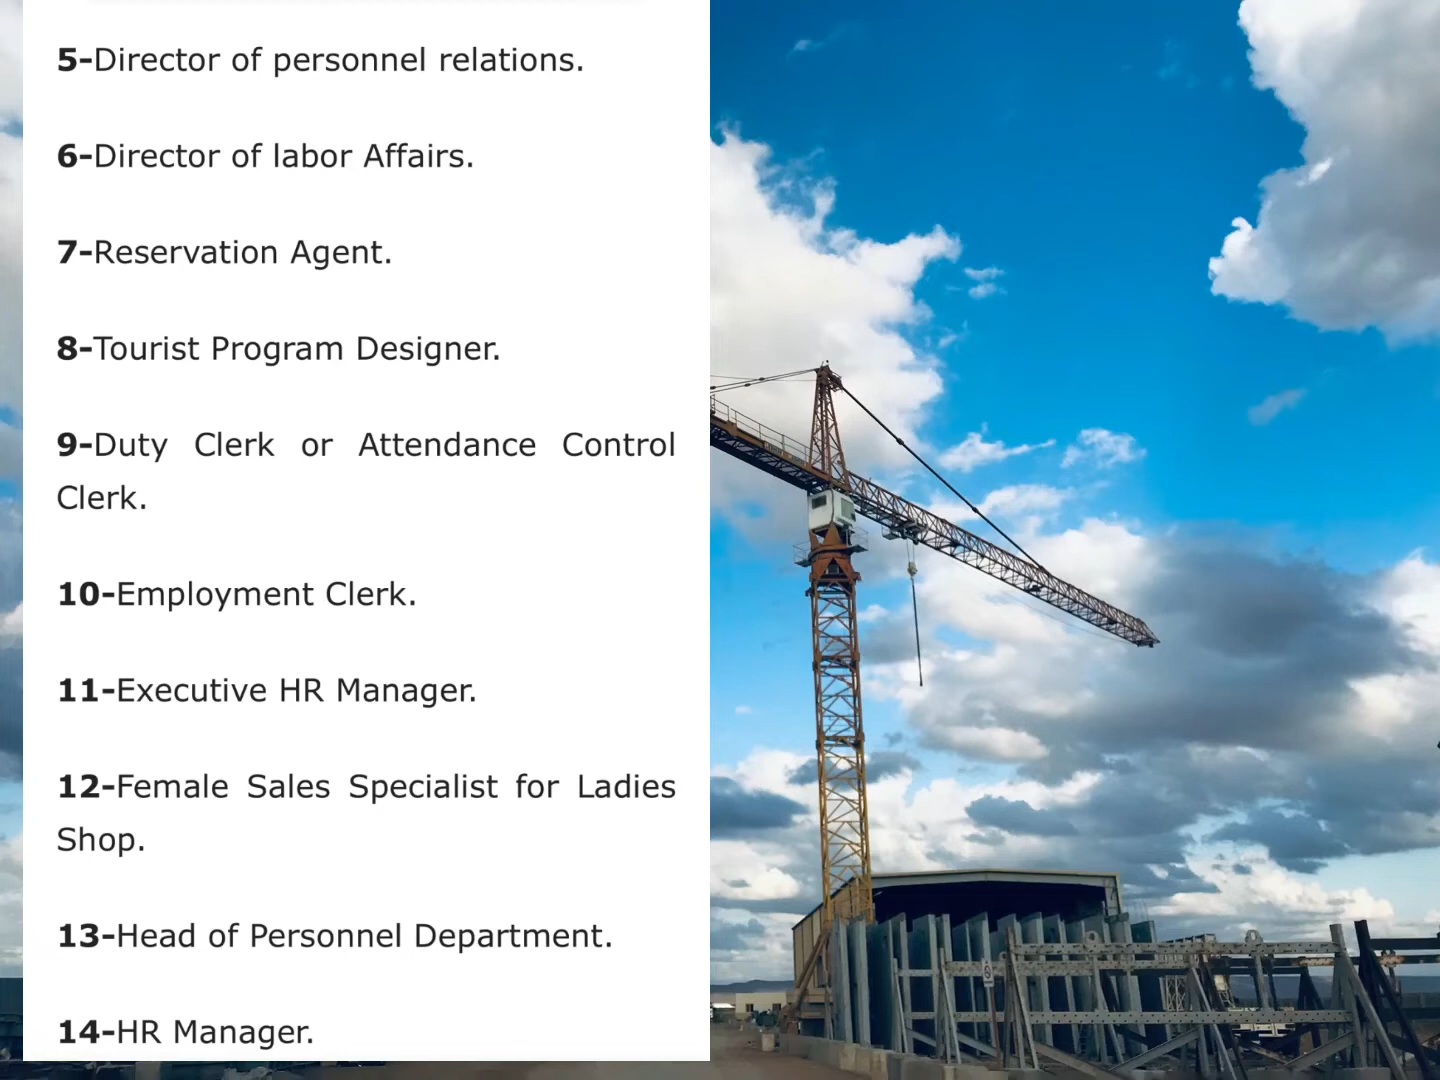 5-Director of personnel relations.
6-Director of labor Affairs.
7-Reservation Agent.
8-Tourist Program Designer.
9-Duty Clerk or Attendance Control
Clerk.
10-Employment Clerk.
11-Executive HR Manager.
12-Female Sales Specialist for Ladies
Shop.
13-Head of Personnel Department.
14-HR Manager.